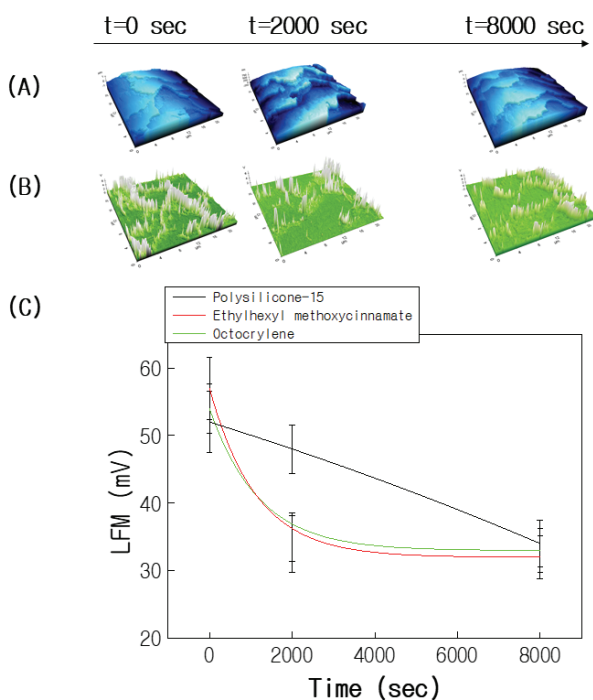 t=0 sec t=2000 sec t=8000 sec
(A)
(B)
(C)
Polysilicone-15
Ethylhexyl methoxycinnamate
Octocrylene
60
50
40
30
20
LFM (mV)
0 2000 4000 6000 8000
Time (sec)